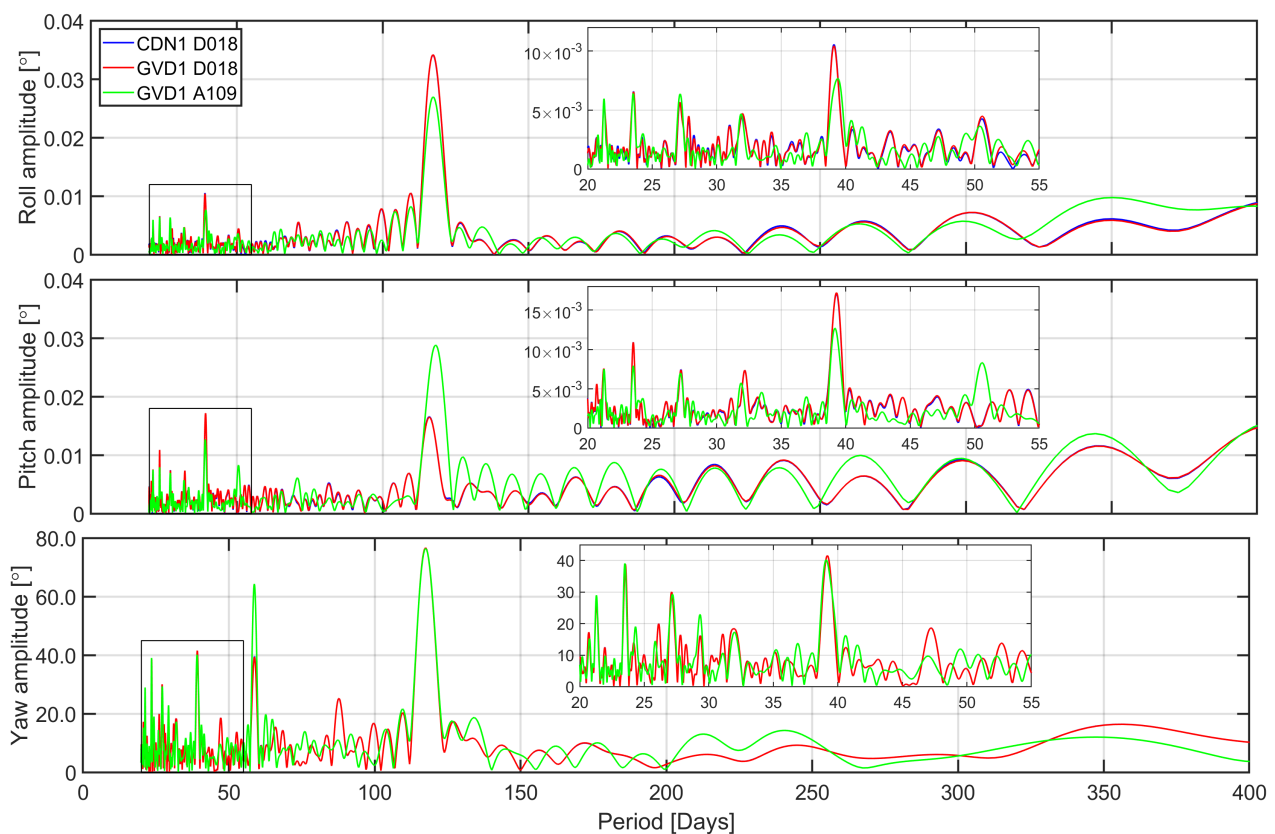 Roll amplitude [°]
0.04
0.03
0.02
0.01
0
CDN1 D018
GVD1 D018
GVD1 A109
10×10⁻³
5×10⁻³
0
20 25 30 35 40 45 50 55
Pitch amplitude [°]
0.04
0.03
0.02
0.01
0
15×10⁻³
10×10⁻³
5×10⁻³
0
20 25 30 35 40 45 50 55
Yaw amplitude [°]
80.0
60.0
40.0
20.0
0
40
30
20
10
0
20 25 30 35 40 45 50 55
0 50 100 150 200 250 300 350 400
Period [Days]